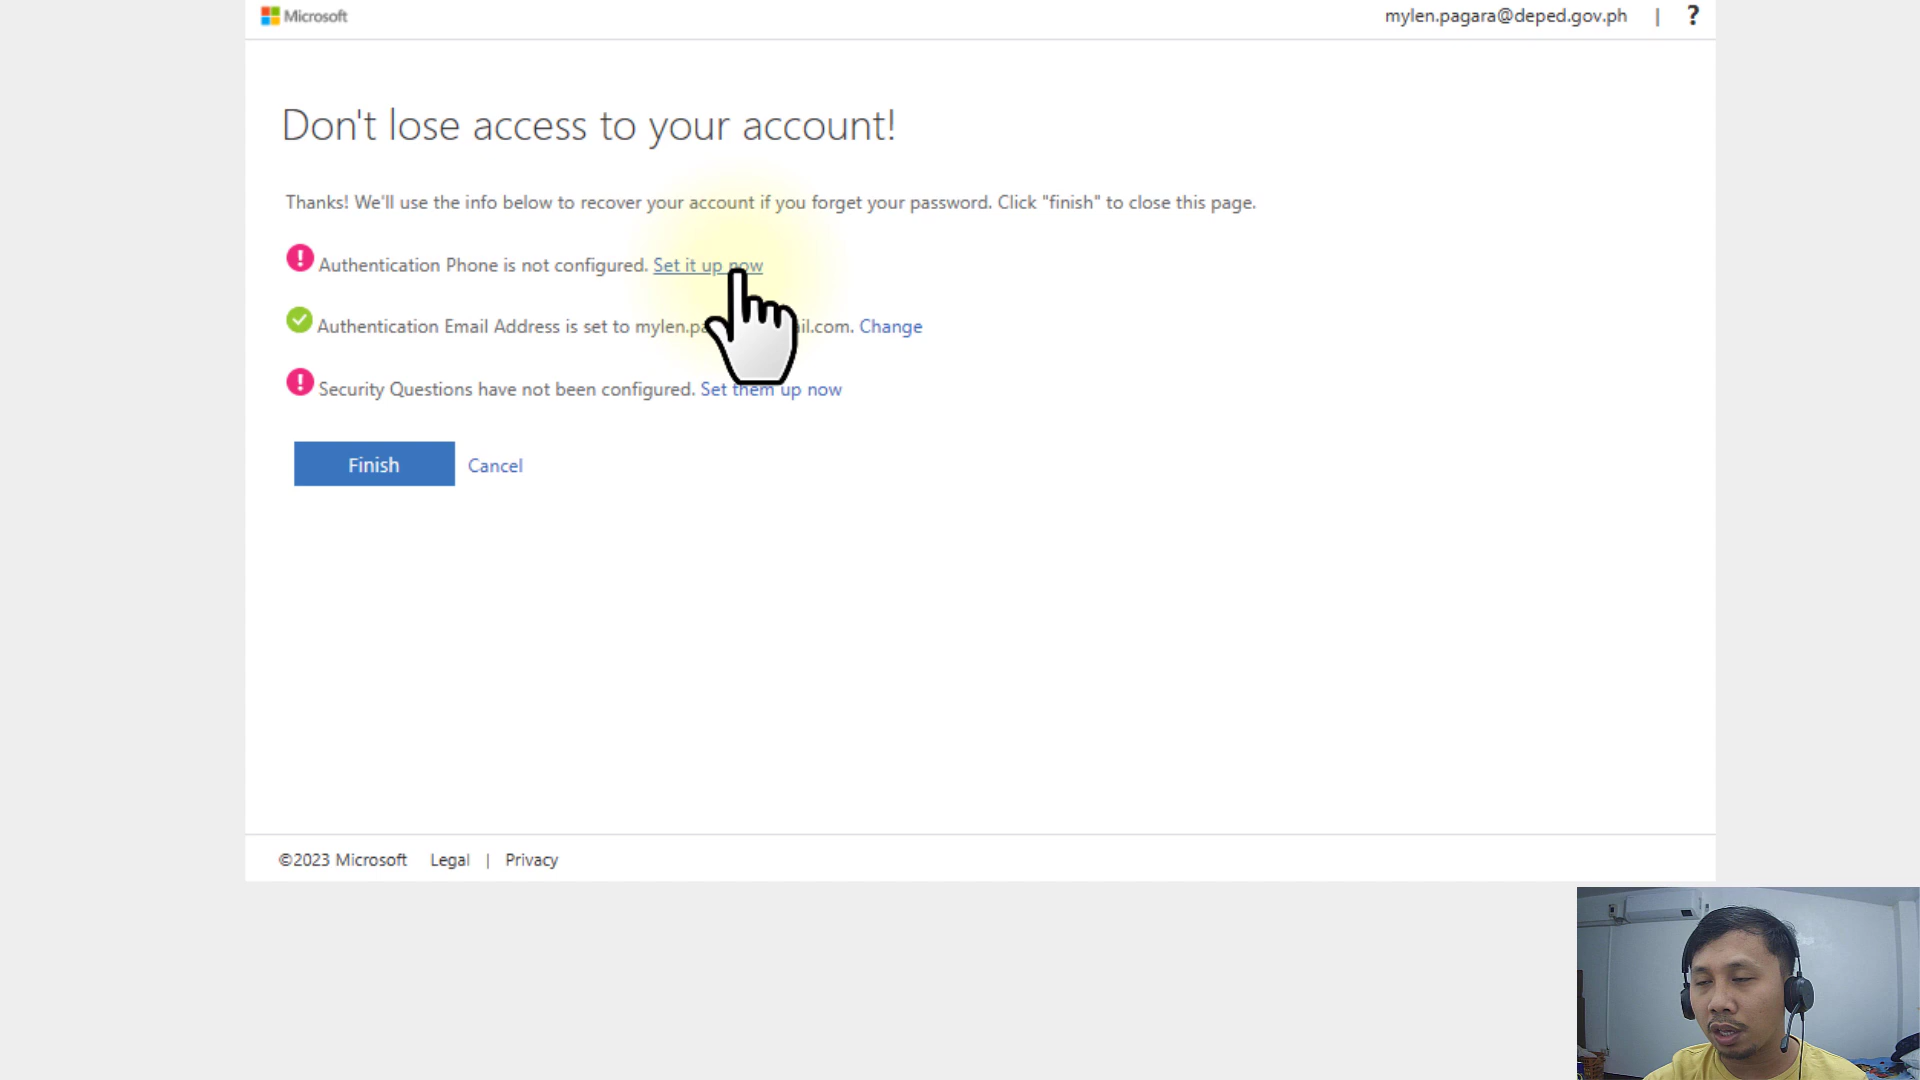 Microsoft
mylen.pagara@deped.gov.ph | ?
Don't lose access to your account!
Thanks! We'll use the info below to recover your account if you forget your password. Click "finish" to close this page.
Authentication Phone is not configured. Set it up now
Authentication Email Address is set to il.com. Change
Security Questions have not been configured. Set them up now
Finish Cancel
©2023 Microsoft Legal | Privacy